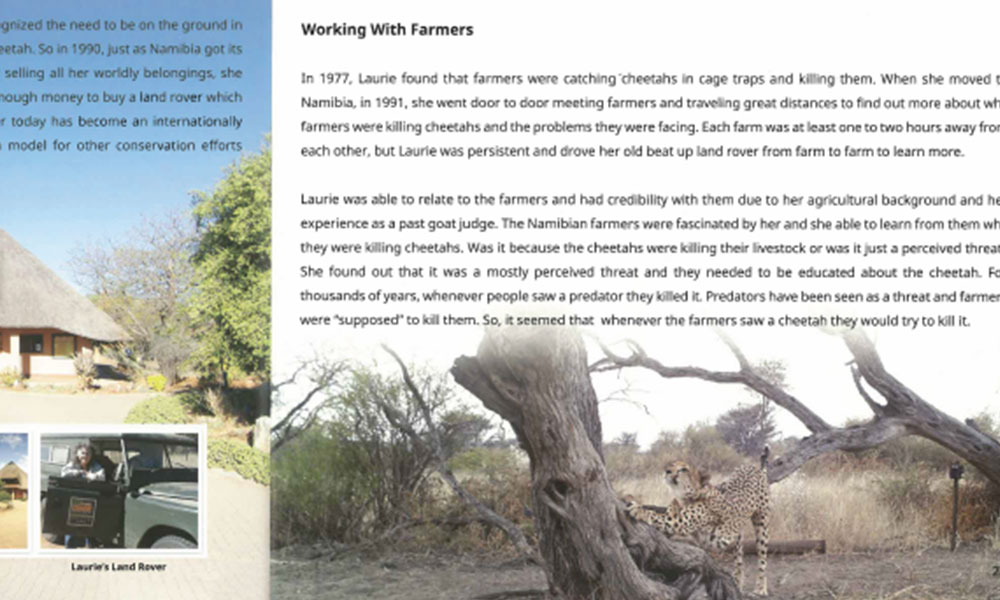 ognized the need to be on the ground in
eetah. So in 1990, just as Namibia got its
selling all her worldly belongings, she
nough money to buy a land rover which
r today has become an internationally
model for other conservation efforts
Laurie's Land Rover
Working With Farmers
In 1977, Laurie found that farmers were catching cheetahs in cage traps and killing them. When she moved t
Namibia, in 1991, she went door to door meeting farmers and traveling great distances to find out more about wh
farmers were killing cheetahs and the problems they were facing. Each farm was at least one to two hours away fro
each other, but Laurie was persistent and drove her old beat up land rover from farm to farm to learn more.
Laurie was able to relate to the farmers and had credibility with them due to her agricultural background and he
experience as a past goat judge. The Namibian farmers were fascinated by her and she able to learn from them wh
they were killing cheetahs. Was it because the cheetahs were killing their livestock or was it just a perceived threat
She found out that it was a mostly perceived threat and they needed to be educated about the cheetah. Fo
thousands of years, whenever people saw a predator they killed it. Predators have been seen as a threat and farmer
were "supposed" to kill them. So, it seemed that whenever the farmers saw a cheetah they would try to kill it.